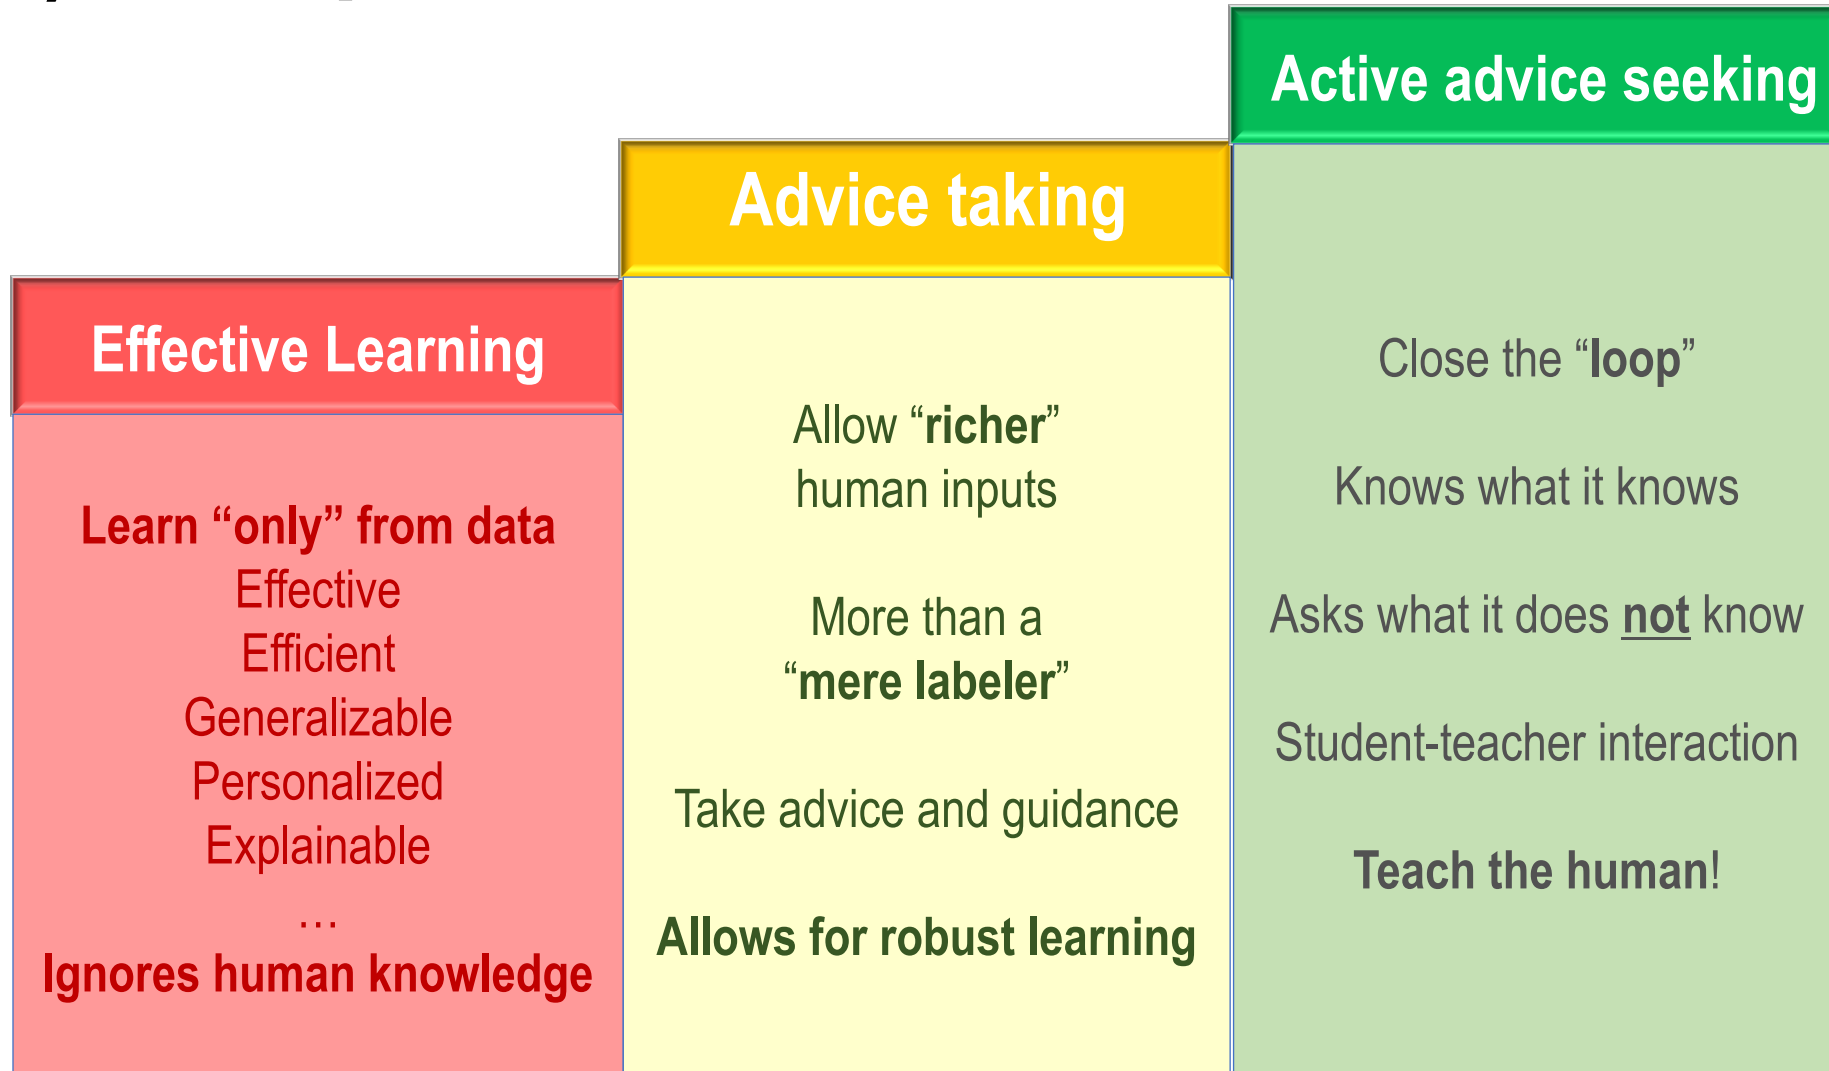 Effective Learning
Learn “only” from data
Effective
Efficient
Generalizable
Personalized
Explainable
…
Ignores human knowledge
Advice taking
Allow “richer”
human inputs
More than a
“mere labeler”
Take advice and guidance
Allows for robust learning
Active advice seeking
Close the “loop”
Knows what it knows
Asks what it does not know
Student-teacher interaction
Teach the human!